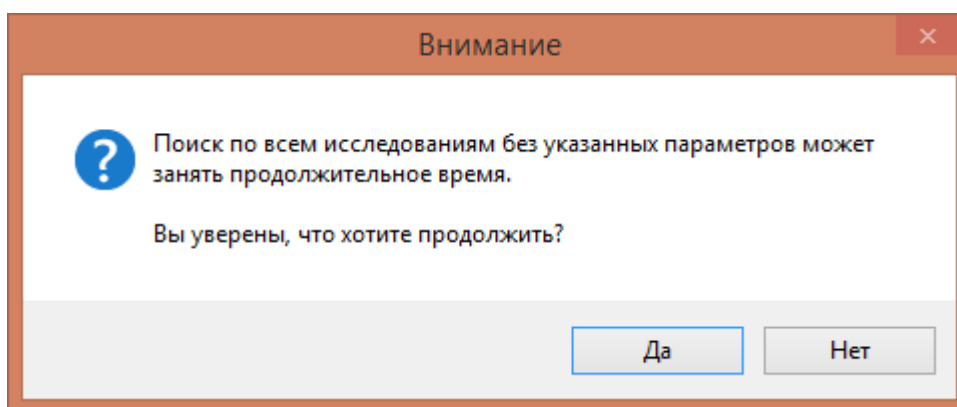 Внимание
Поиск по всем исследованиям без указанных параметров может
занять продолжительное время.
Вы уверены, что хотите продолжить?
Да
Нет